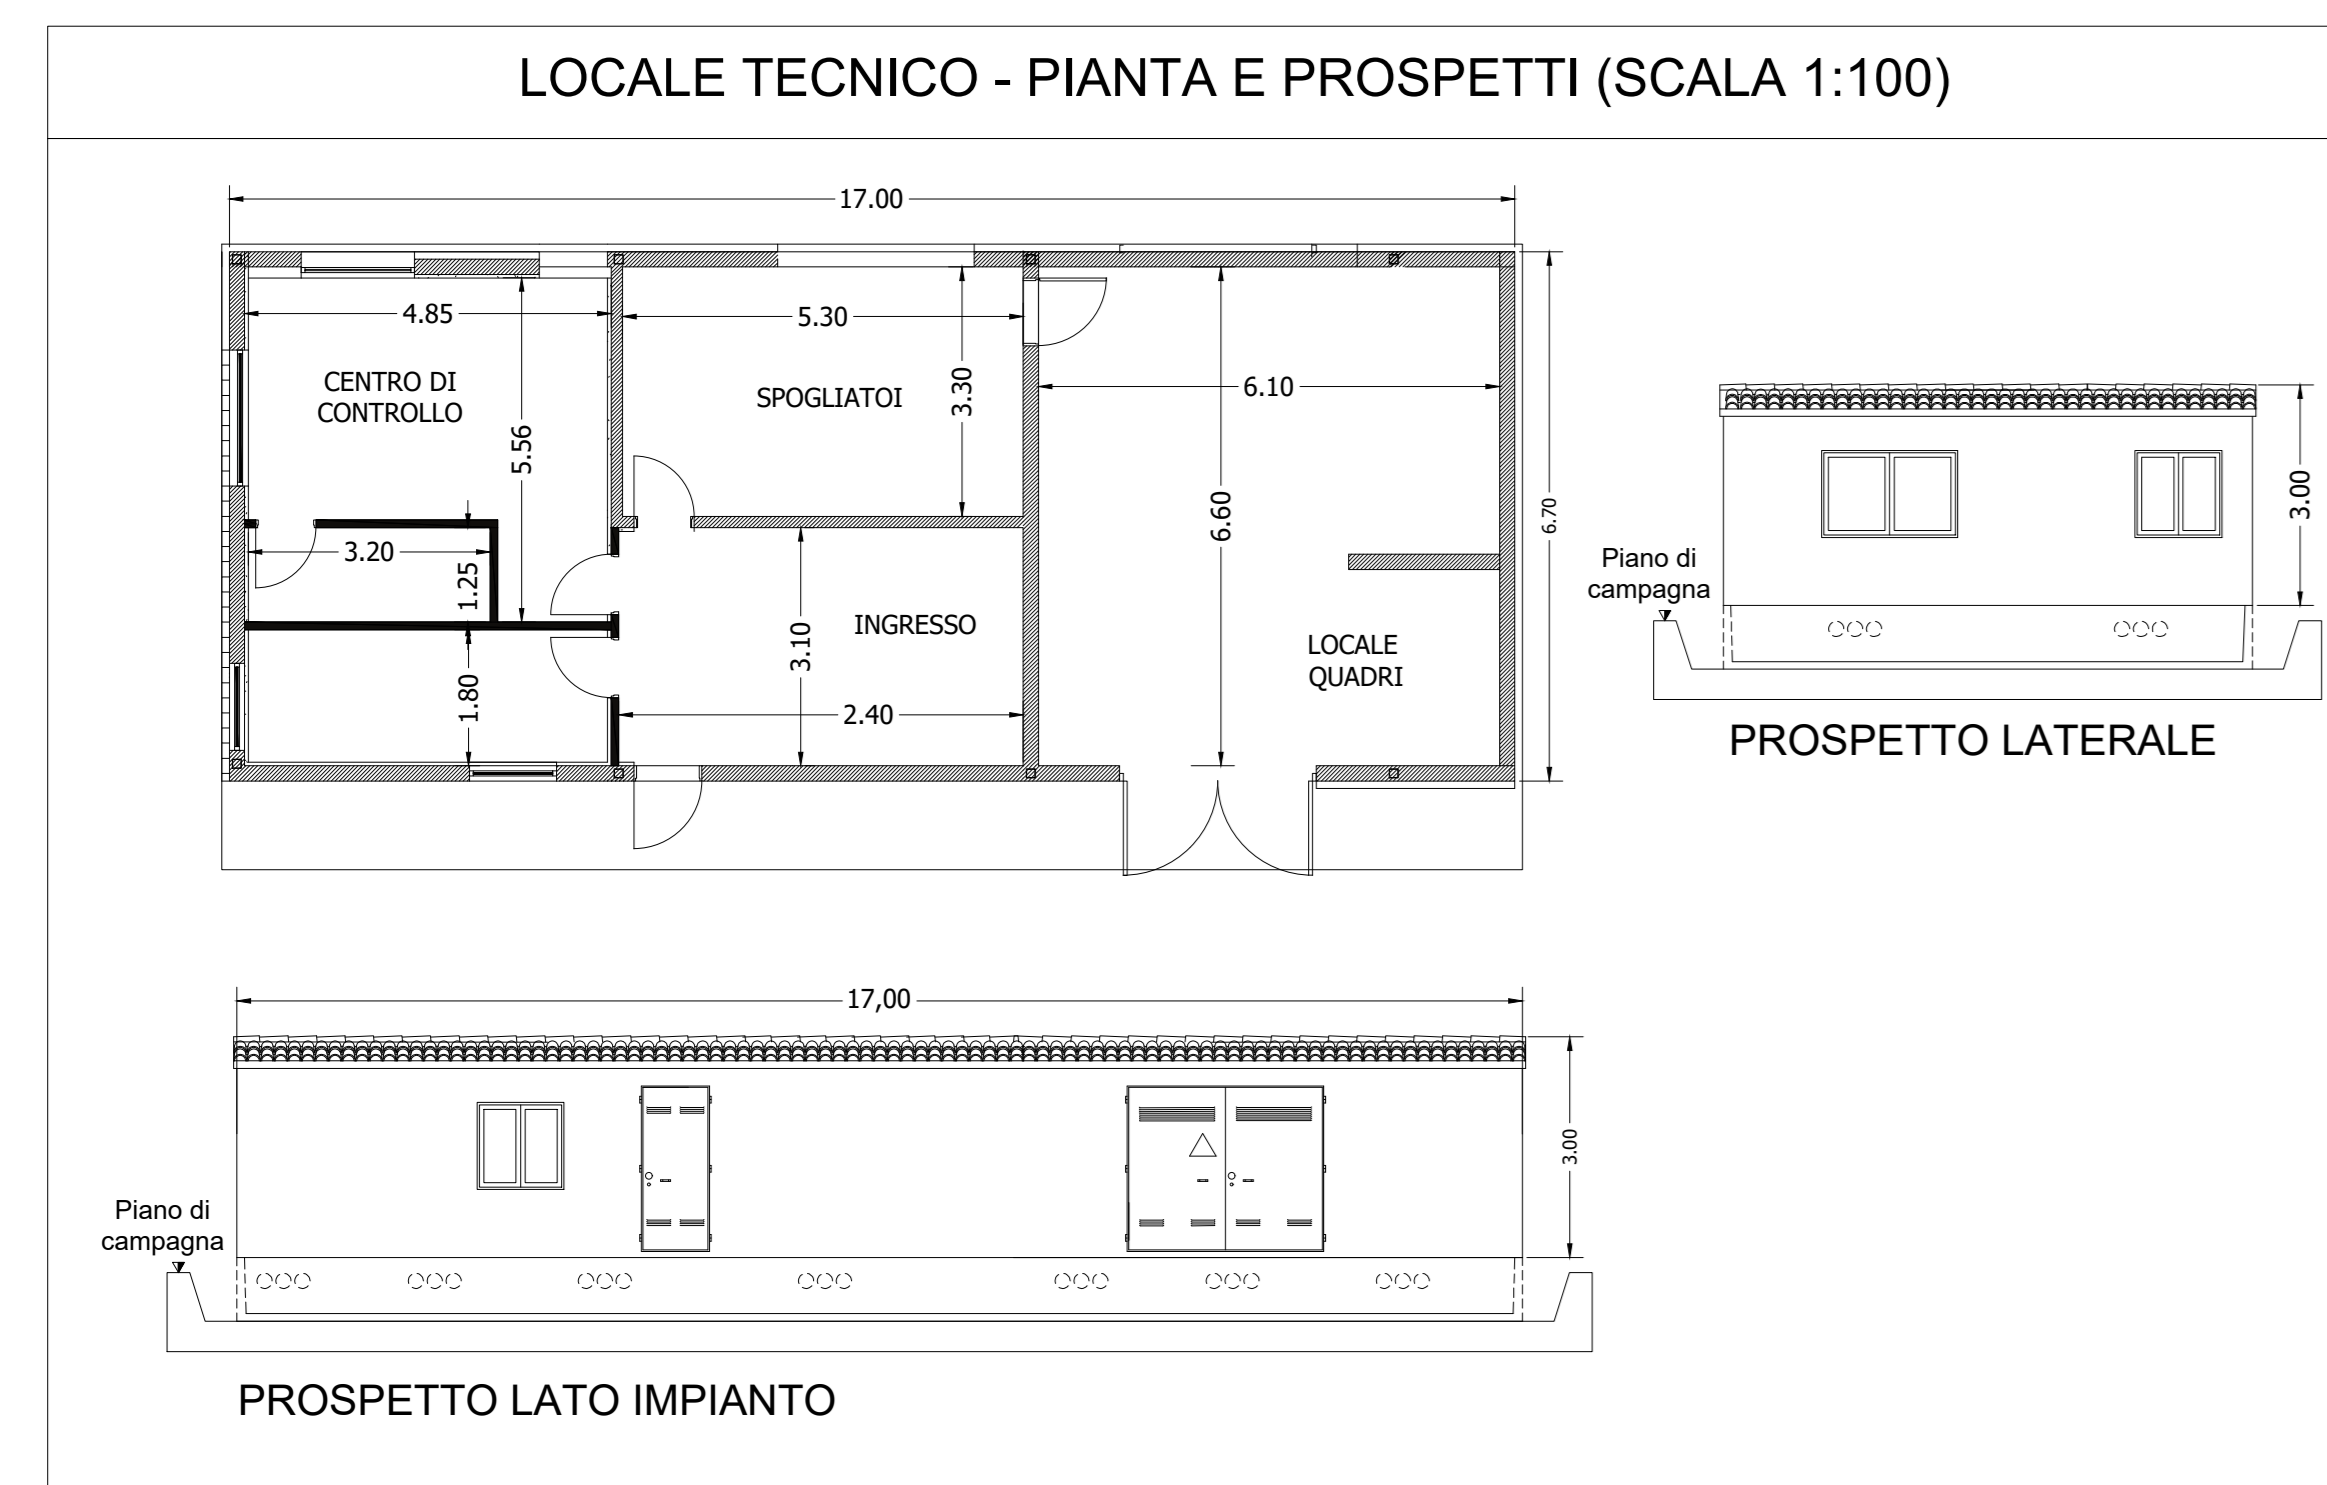 LOCALE TECNICO - PIANTA E PROSPETTI (SCALA 1:100)
17.00
4.85
5.30
CENTRO DI
CONTROLLO
SPOGLIATOI
3.30
6.10
5.56
6.60
6.70
3.20
1.25
INGRESSO
3.10
LOCALE
QUADRI
1.80
2.40
3.00
Piano di
campagna
PROSPETTO LATERALE
17,00
3.00
Piano di
campagna
PROSPETTO LATO IMPIANTO